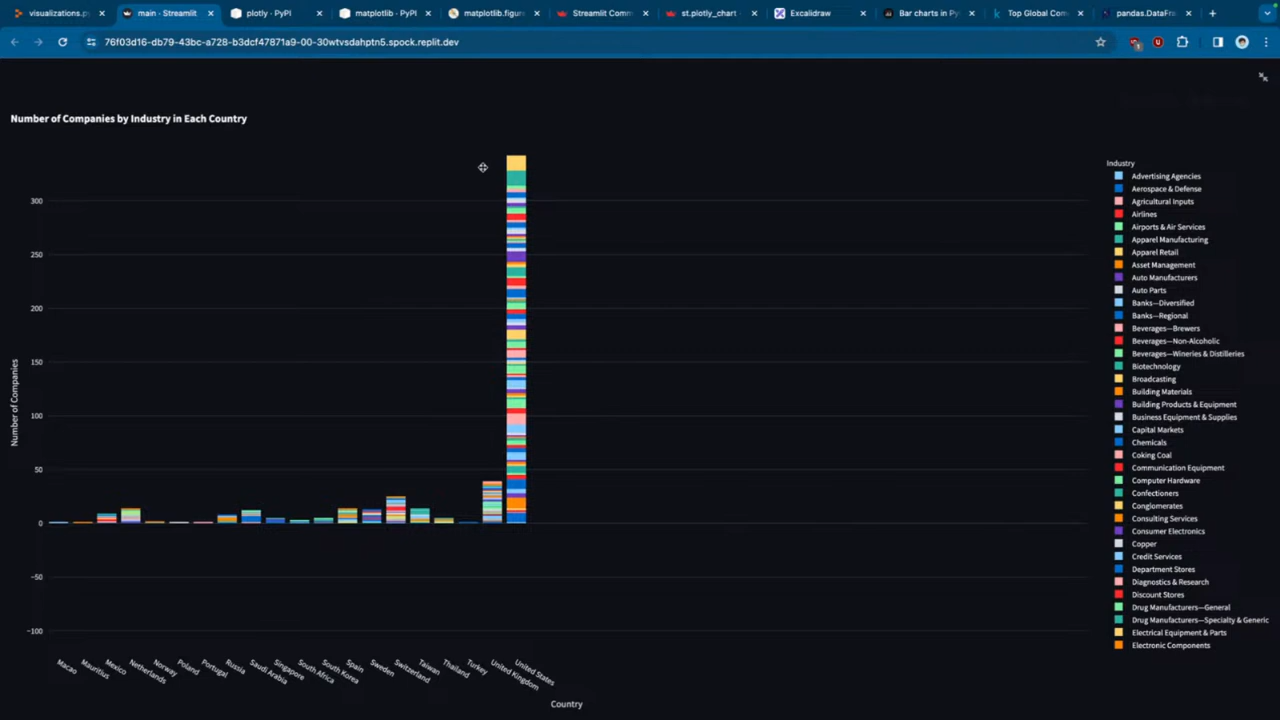 visualizations.p
main · Streamlit
plotly · PyPI
matplotlib · PyPI
matplotlib.figur
Streamlit Comm
st.plotly_chart
Excalidraw
Bar charts in Py
Top Global Com
pandas.DataFra
76f03d16-db79-43bc-a728-b3dcf47871a9-00-30wtvsdahptn5.spock.replit.dev
Number of Companies by Industry in Each Country
Number of Companies
300
250
200
150
100
50
0
−50
−100
Macao
Mauritius
Mexico
Netherlands
Norway
Poland
Portugal
Russia
Saudi Arabia
Singapore
South Africa
South Korea
Spain
Sweden
Switzerland
Taiwan
Thailand
Turkey
United Kingdom
United States
Country
Industry
Advertising Agencies
Aerospace & Defense
Agricultural Inputs
Airlines
Airports & Air Services
Apparel Manufacturing
Apparel Retail
Asset Management
Auto Manufacturers
Auto Parts
Banks—Diversified
Banks—Regional
Beverages—Brewers
Beverages—Non-Alcoholic
Beverages—Wineries & Distilleries
Biotechnology
Broadcasting
Building Materials
Building Products & Equipment
Business Equipment & Supplies
Capital Markets
Chemicals
Coking Coal
Communication Equipment
Computer Hardware
Confectioners
Conglomerates
Consulting Services
Consumer Electronics
Copper
Credit Services
Department Stores
Diagnostics & Research
Discount Stores
Drug Manufacturers—General
Drug Manufacturers—Specialty & Generic
Electrical Equipment & Parts
Electronic Components